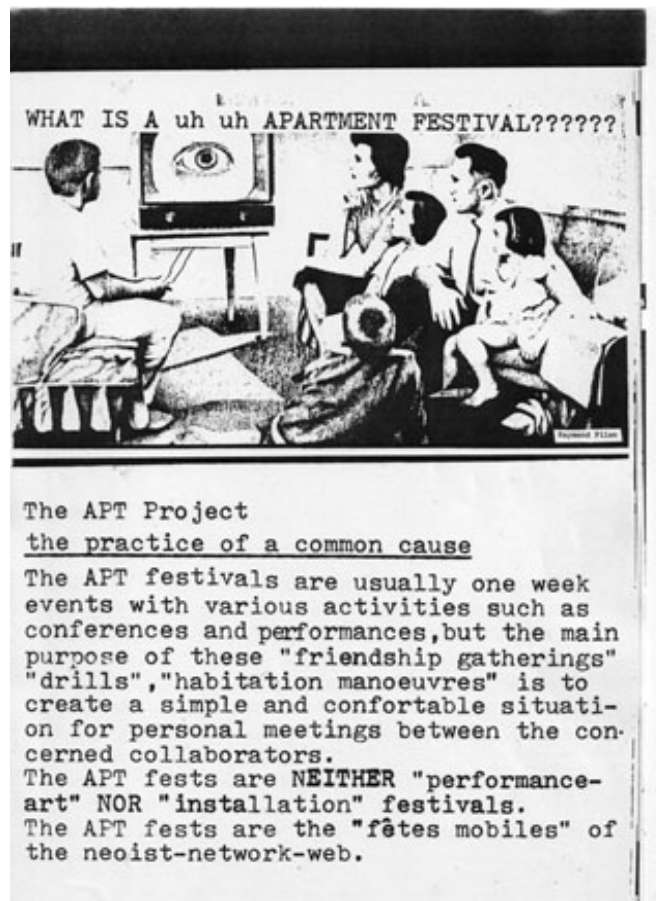 WHAT IS A uh uh APARTMENT FESTIVAL??????
Raymond Pilon
The APT Project
the practice of a common cause
The APT festivals are usually one week
events with various activities such as
conferences and performances,but the main
purpose of these "friendship gatherings"
"drills","habitation manoeuvres" is to
create a simple and confortable situati-
on for personal meetings between the con-
cerned collaborators.
The APT fests are NEITHER "performance-
art" NOR "installation" festivals.
The APT fests are the "fêtes mobiles" of
the neoist-network-web.